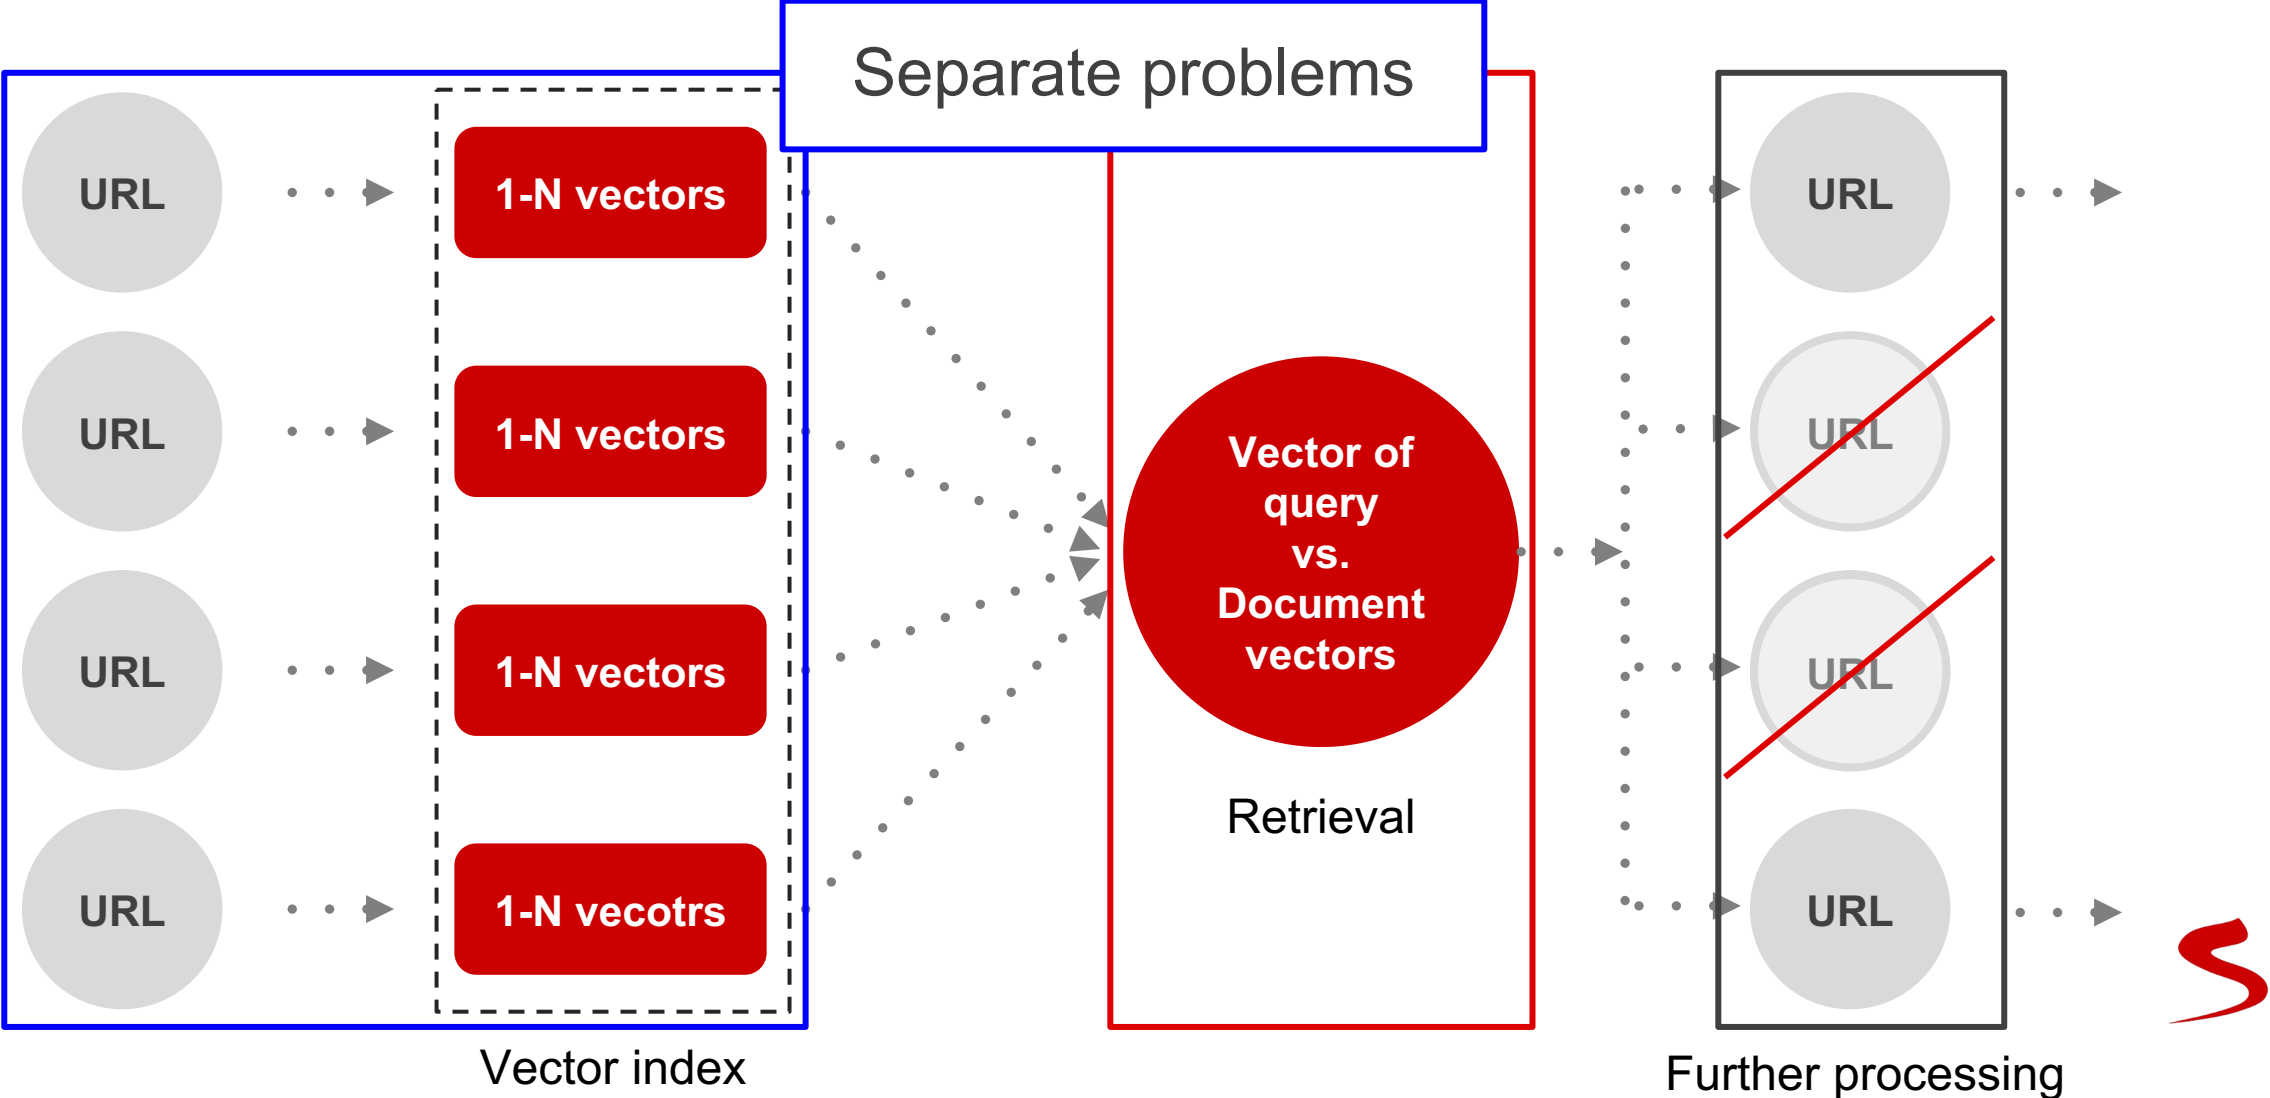 Separate problems
URL
1-N vectors
URL
1-N vectors
URL
1-N vectors
URL
1-N vecotrs
Vector index
Vector of
query
vs.
Document
vectors
Retrieval
URL
URL
URL
URL
Further processing